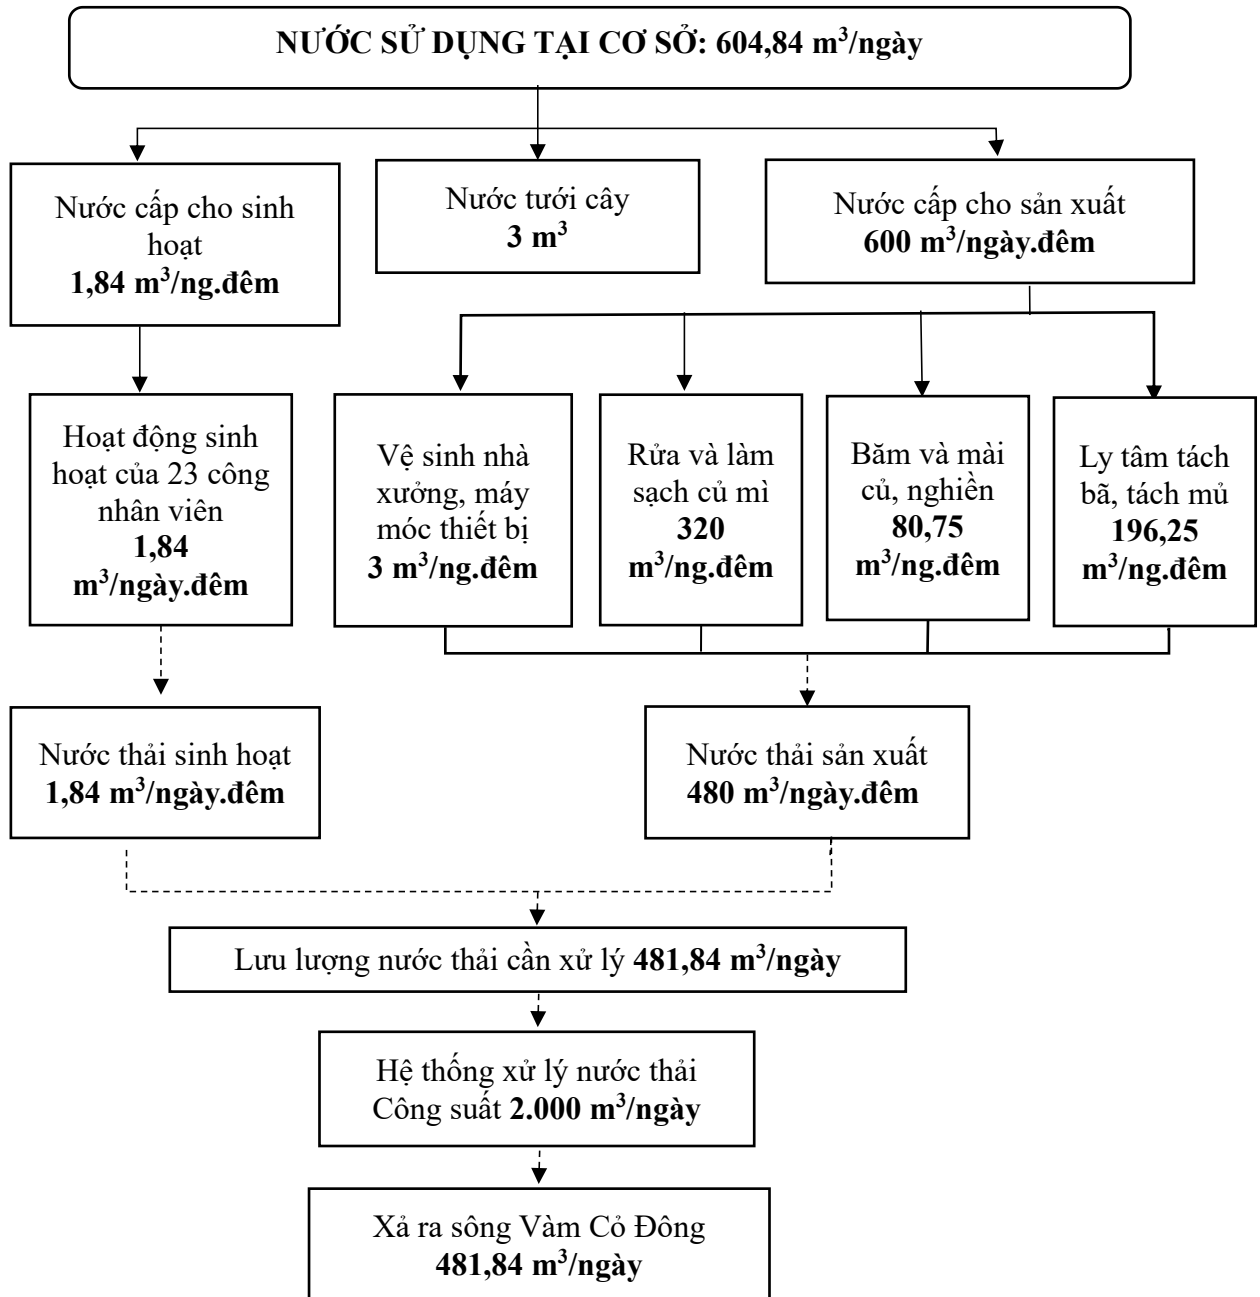 NƯỚC SỬ DỤNG TẠI CƠ SỞ: 604,84 m³/ngày
Nước cấp cho sinh
hoạt
1,84 m³/ng.đêm
Nước tưới cây
3 m³
Nước cấp cho sản xuất
600 m³/ngày.đêm
Hoạt động sinh
hoạt của 23 công
nhân viên
1,84
m³/ngày.đêm
Vệ sinh nhà
xưởng, máy
móc thiết bị
3 m³/ng.đêm
Rửa và làm
sạch củ mì
320
m³/ng.đêm
Băm và mài
củ, nghiền
80,75
m³/ng.đêm
Ly tâm tách
bã, tách mủ
196,25
m³/ng.đêm
Nước thải sinh hoạt
1,84 m³/ngày.đêm
Nước thải sản xuất
480 m³/ngày.đêm
Lưu lượng nước thải cần xử lý 481,84 m³/ngày
Hệ thống xử lý nước thải
Công suất 2.000 m³/ngày
Xả ra sông Vàm Cỏ Đông
481,84 m³/ngày